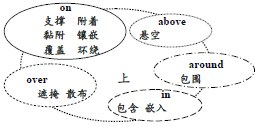 on
支撑 附着
黏附 镶嵌
覆盖 环绕
above
悬空
around
包围
上
over
遮掩 散布
in
包含 嵌入